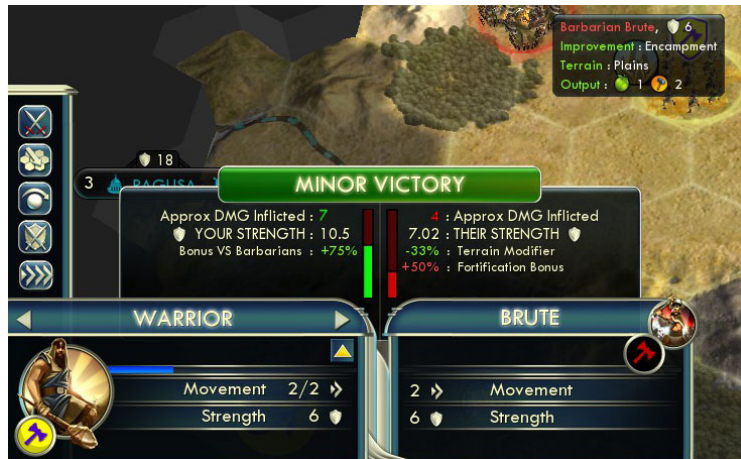 Barbarian Brute, 6
Improvement : Encampment
Terrain : Plains
Output : 1 2
18
3 RAGUSA
MINOR VICTORY
Approx DMG Inflicted : 7
YOUR STRENGTH : 10.5
Bonus VS Barbarians : +75%
4 : Approx DMG Inflicted
7.02 : THEIR STRENGTH
-33% : Terrain Modifier
+50% : Fortification Bonus
WARRIOR
Movement 2/2
Strength 6
BRUTE
2 Movement
6 Strength